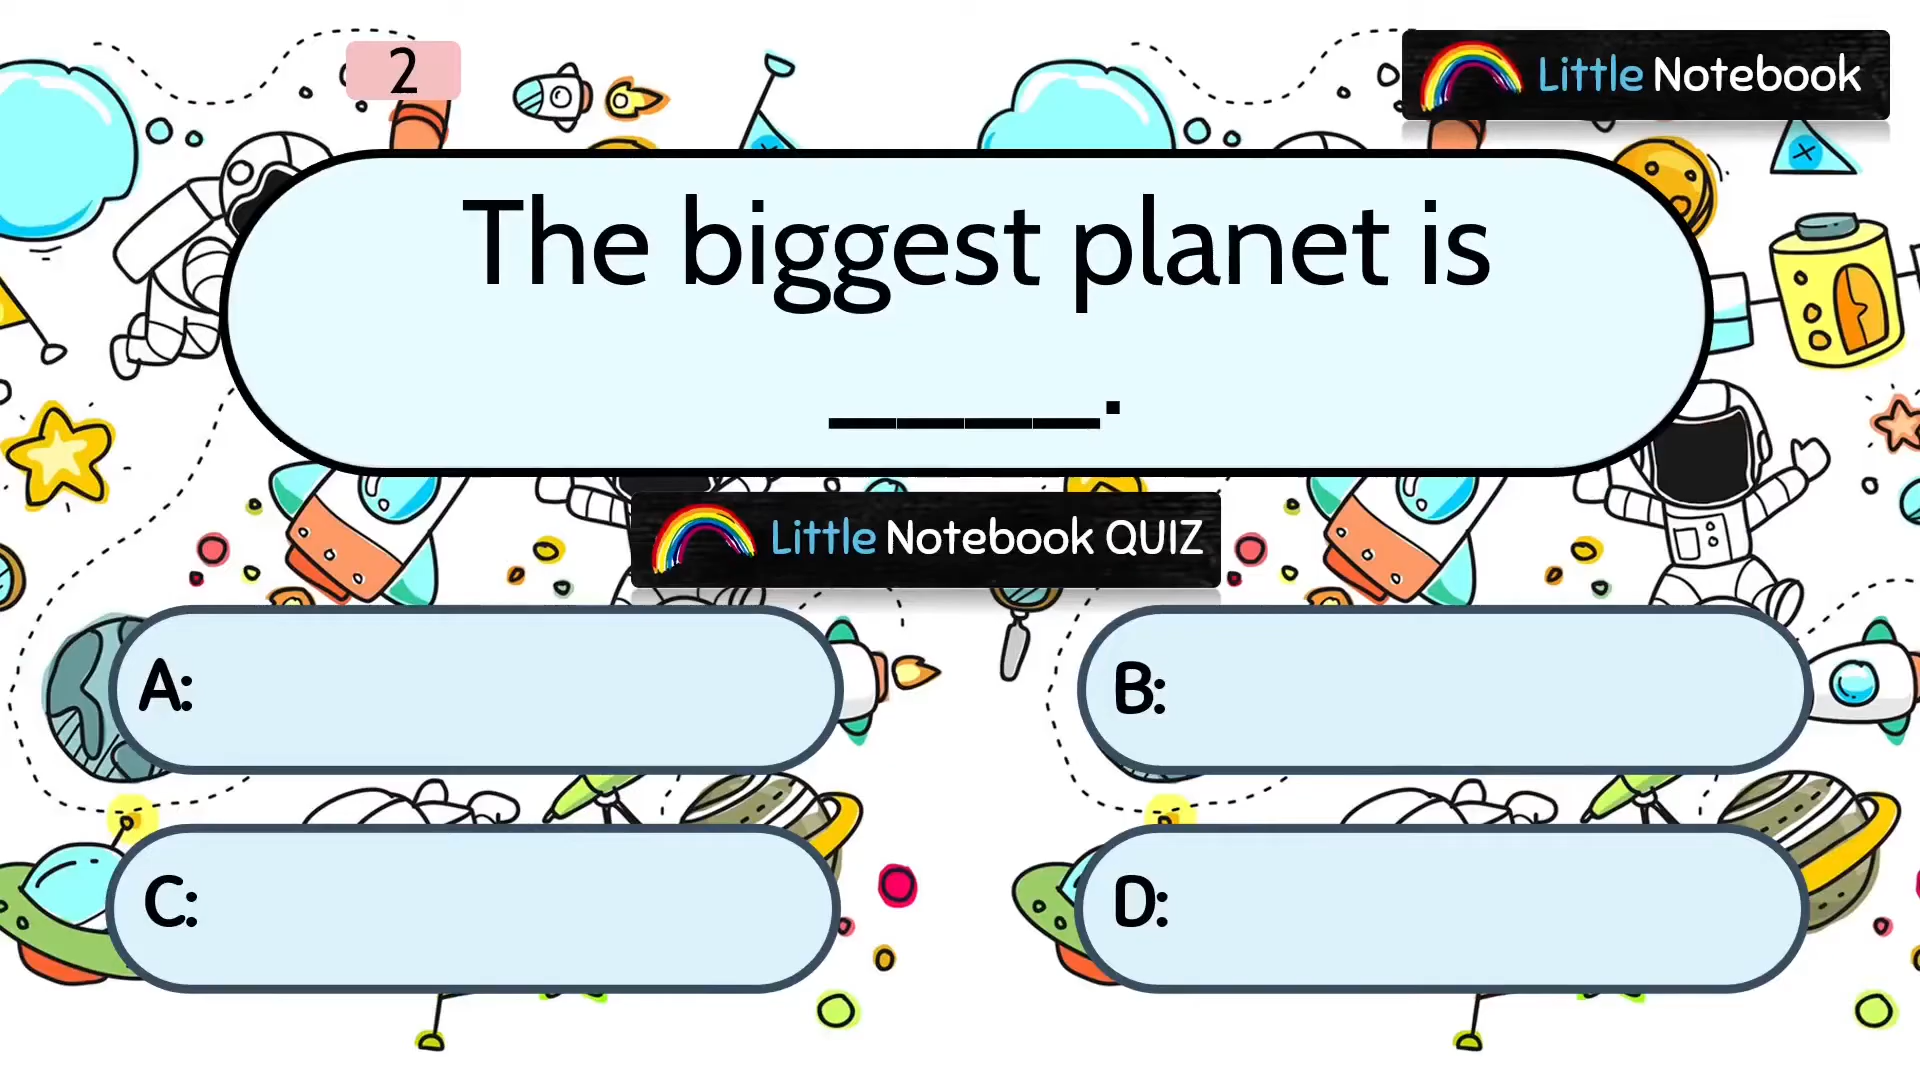 2
Little Notebook
The biggest planet is
_____.
Little Notebook QUIZ
A:
B:
C:
D: